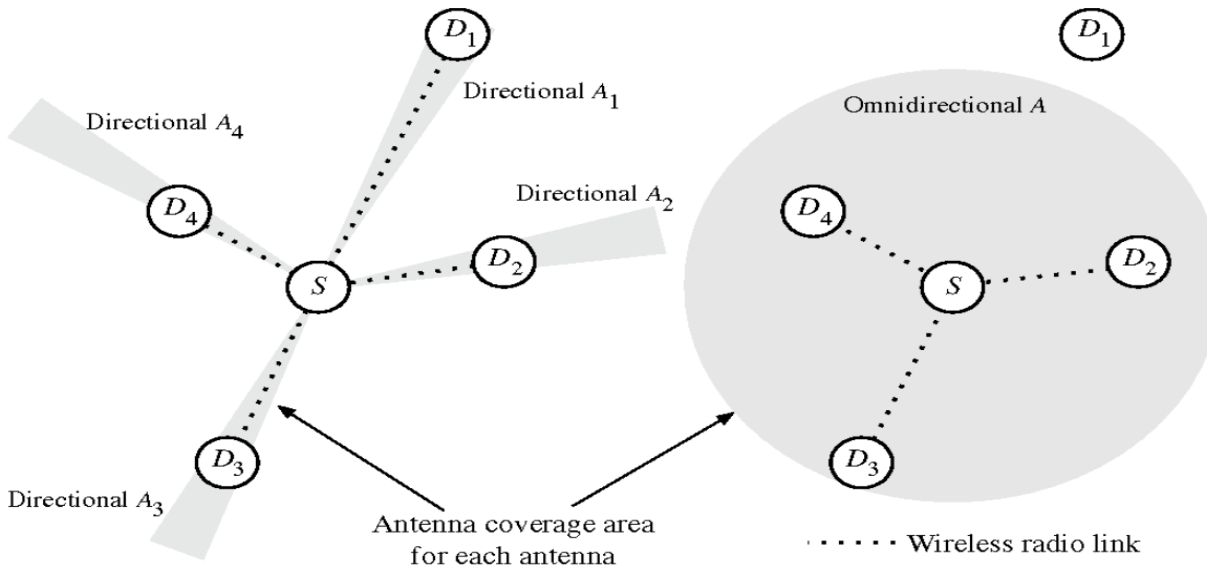 D1
Directional A1
Directional A4
D4
Directional A2
D2
S
D3
Directional A3
D1
Omnidirectional A
D4
D2
S
D3
Antenna coverage area
for each antenna
Wireless radio link